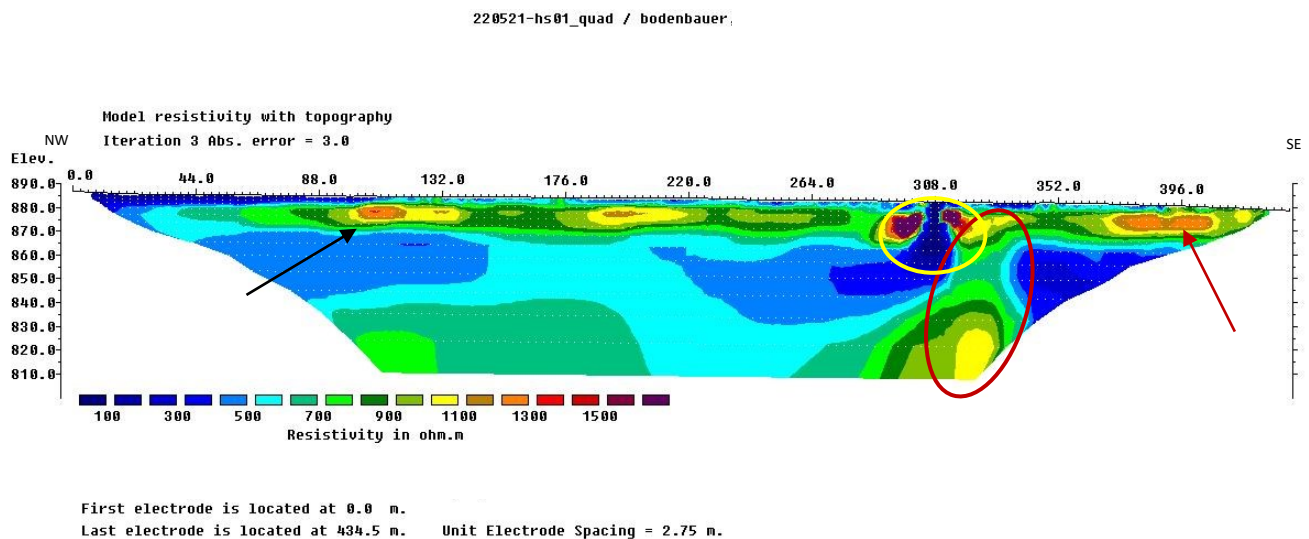 220521-hs01_quad / bodenbauer
Model resistivity with topography
NW
Iteration 3 Abs. error = 3.0
SE
Elev.
0.0 44.0 88.0 132.0 176.0 220.0 264.0 308.0 352.0 396.0
890.0
880.0
870.0
860.0
850.0
840.0
830.0
820.0
810.0
100 300 500 700 900 1100 1300 1500
Resistivity in ohm.m
First electrode is located at 0.0 m.
Last electrode is located at 434.5 m. Unit Electrode Spacing = 2.75 m.